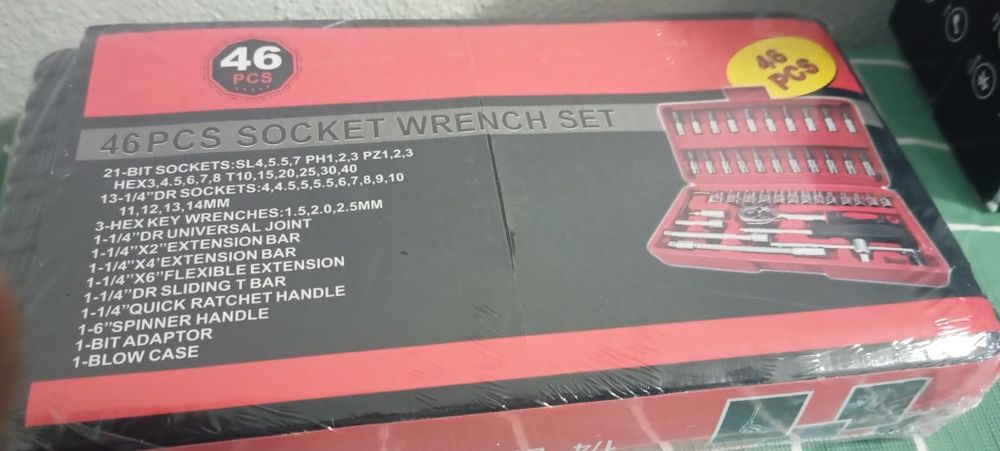 46
PCS
46
PCS
46 PCS SOCKET WRENCH SET
21-BIT SOCKETS:SL4,5.5,7 PH1,2,3 PZ1,2,3
HEX3,4.5,6,7,8 T10,15,20,25,30,40
13-1/4"DR SOCKETS:4,4.5,5,5.5,6,7,8,9,10
11,12,13,14MM
3-HEX KEY WRENCHES:1.5,2.0,2.5MM
1-1/4"DR UNIVERSAL JOINT
1-1/4"X2"EXTENSION BAR
1-1/4"X4'EXTENSION BAR
1-1/4"X6"FLEXIBLE EXTENSION
1-1/4"DR SLIDING T BAR
1-1/4"QUICK RATCHET HANDLE
1-6"SPINNER HANDLE
1-BIT ADAPTOR
1-BLOW CASE
1/4